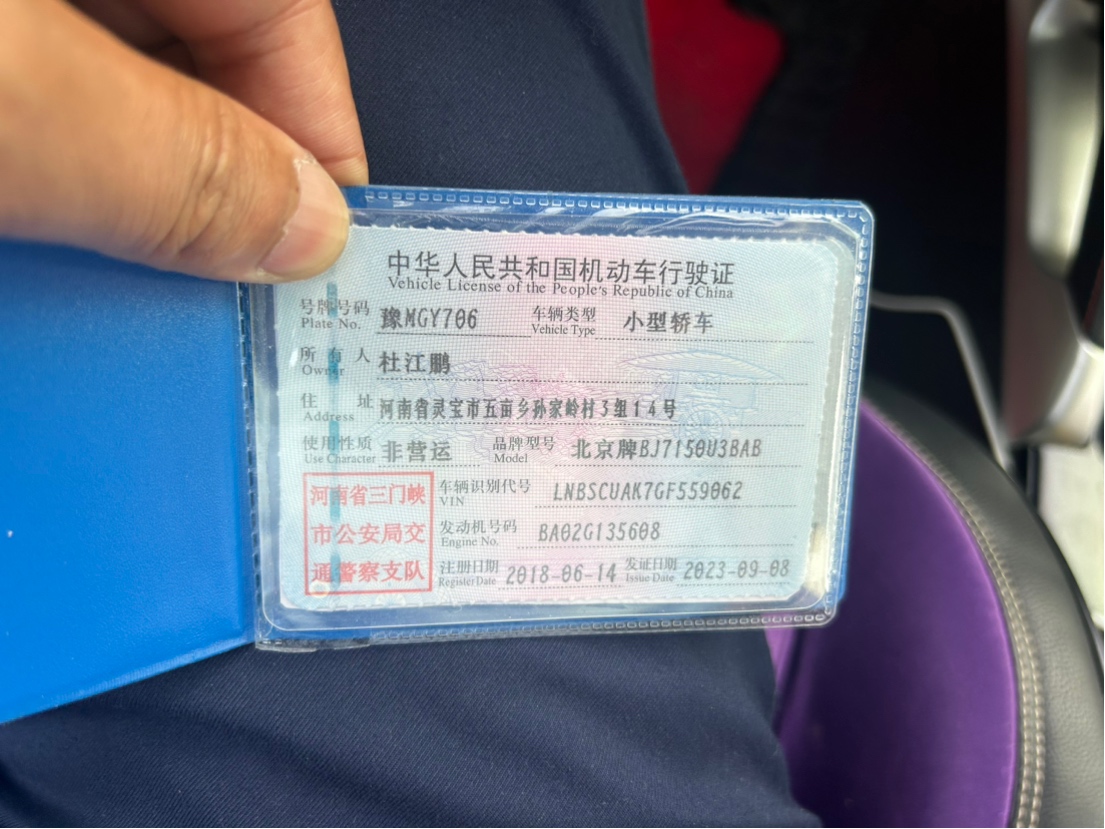 中华人民共和国机动车行驶证
Vehicle License of the People's Republic of China
号牌号码 豫MGY706 车辆类型 小型轿车
Plate No. Vehicle Type
所有人 杜江鹏
Owner
住址 河南省灵宝市五亩乡孙家岭村3组14号
Address
使用性质 非营运 品牌型号 北京牌BJ7150U3BAB
Use Character Model
河南省三门峡 车辆识别代号 LNBSCUAK7GF559062
VIN
市公安局交 发动机号码 BA02G135608
Engine No.
通警察支队 注册日期 2018-06-14 发证日期 2023-09-08
Register Date Issue Date